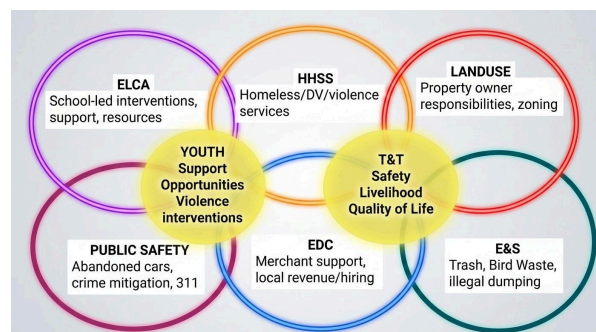 ELCA
School-led interventions,
support, resources
HHSS
Homeless/DV/violence
services
LANDUSE
Property owner
responsibilities, zoning
YOUTH
Support
Opportunities
Violence
interventions
T&T
Safety
Livelihood
Quality of Life
PUBLIC SAFETY
Abandoned cars,
crime mitigation, 311
EDC
Merchant support,
local revenue/hiring
E&S
Trash, Bird Waste,
illegal dumping